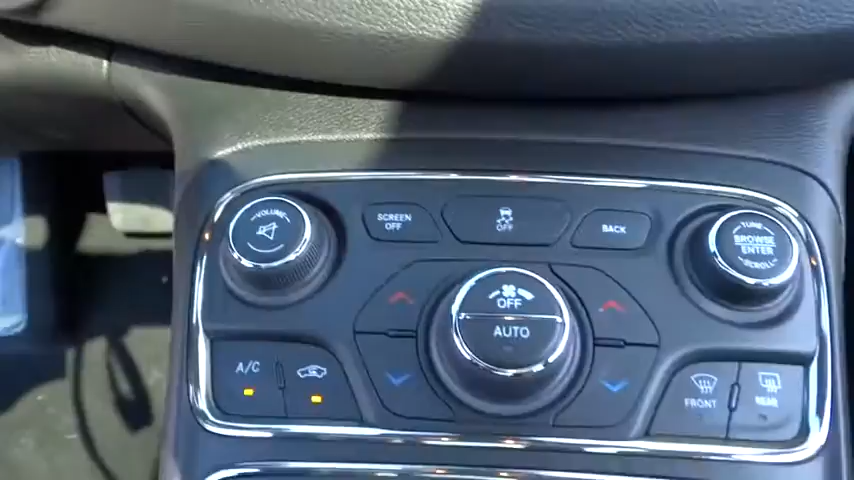 VOLUME
SCREEN
OFF
OFF
BACK
TUNE
BROWSE
ENTER
SCROLL
OFF
AUTO
A/C
FRONT
REAR